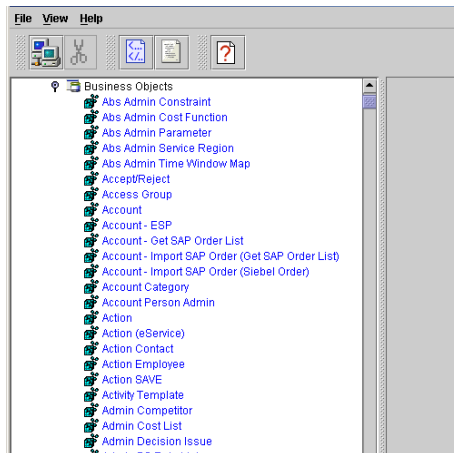 File View Help
Business Objects
Abs Admin Constraint
Abs Admin Cost Function
Abs Admin Parameter
Abs Admin Service Region
Abs Admin Time Window Map
Accept/Reject
Access Group
Account
Account - ESP
Account - Get SAP Order List
Account - Import SAP Order (Get SAP Order List)
Account - Import SAP Order (Siebel Order)
Account Category
Account Person Admin
Action
Action (eService)
Action Contact
Action Employee
Action SAVE
Activity Template
Admin Competitor
Admin Cost List
Admin Decision Issue